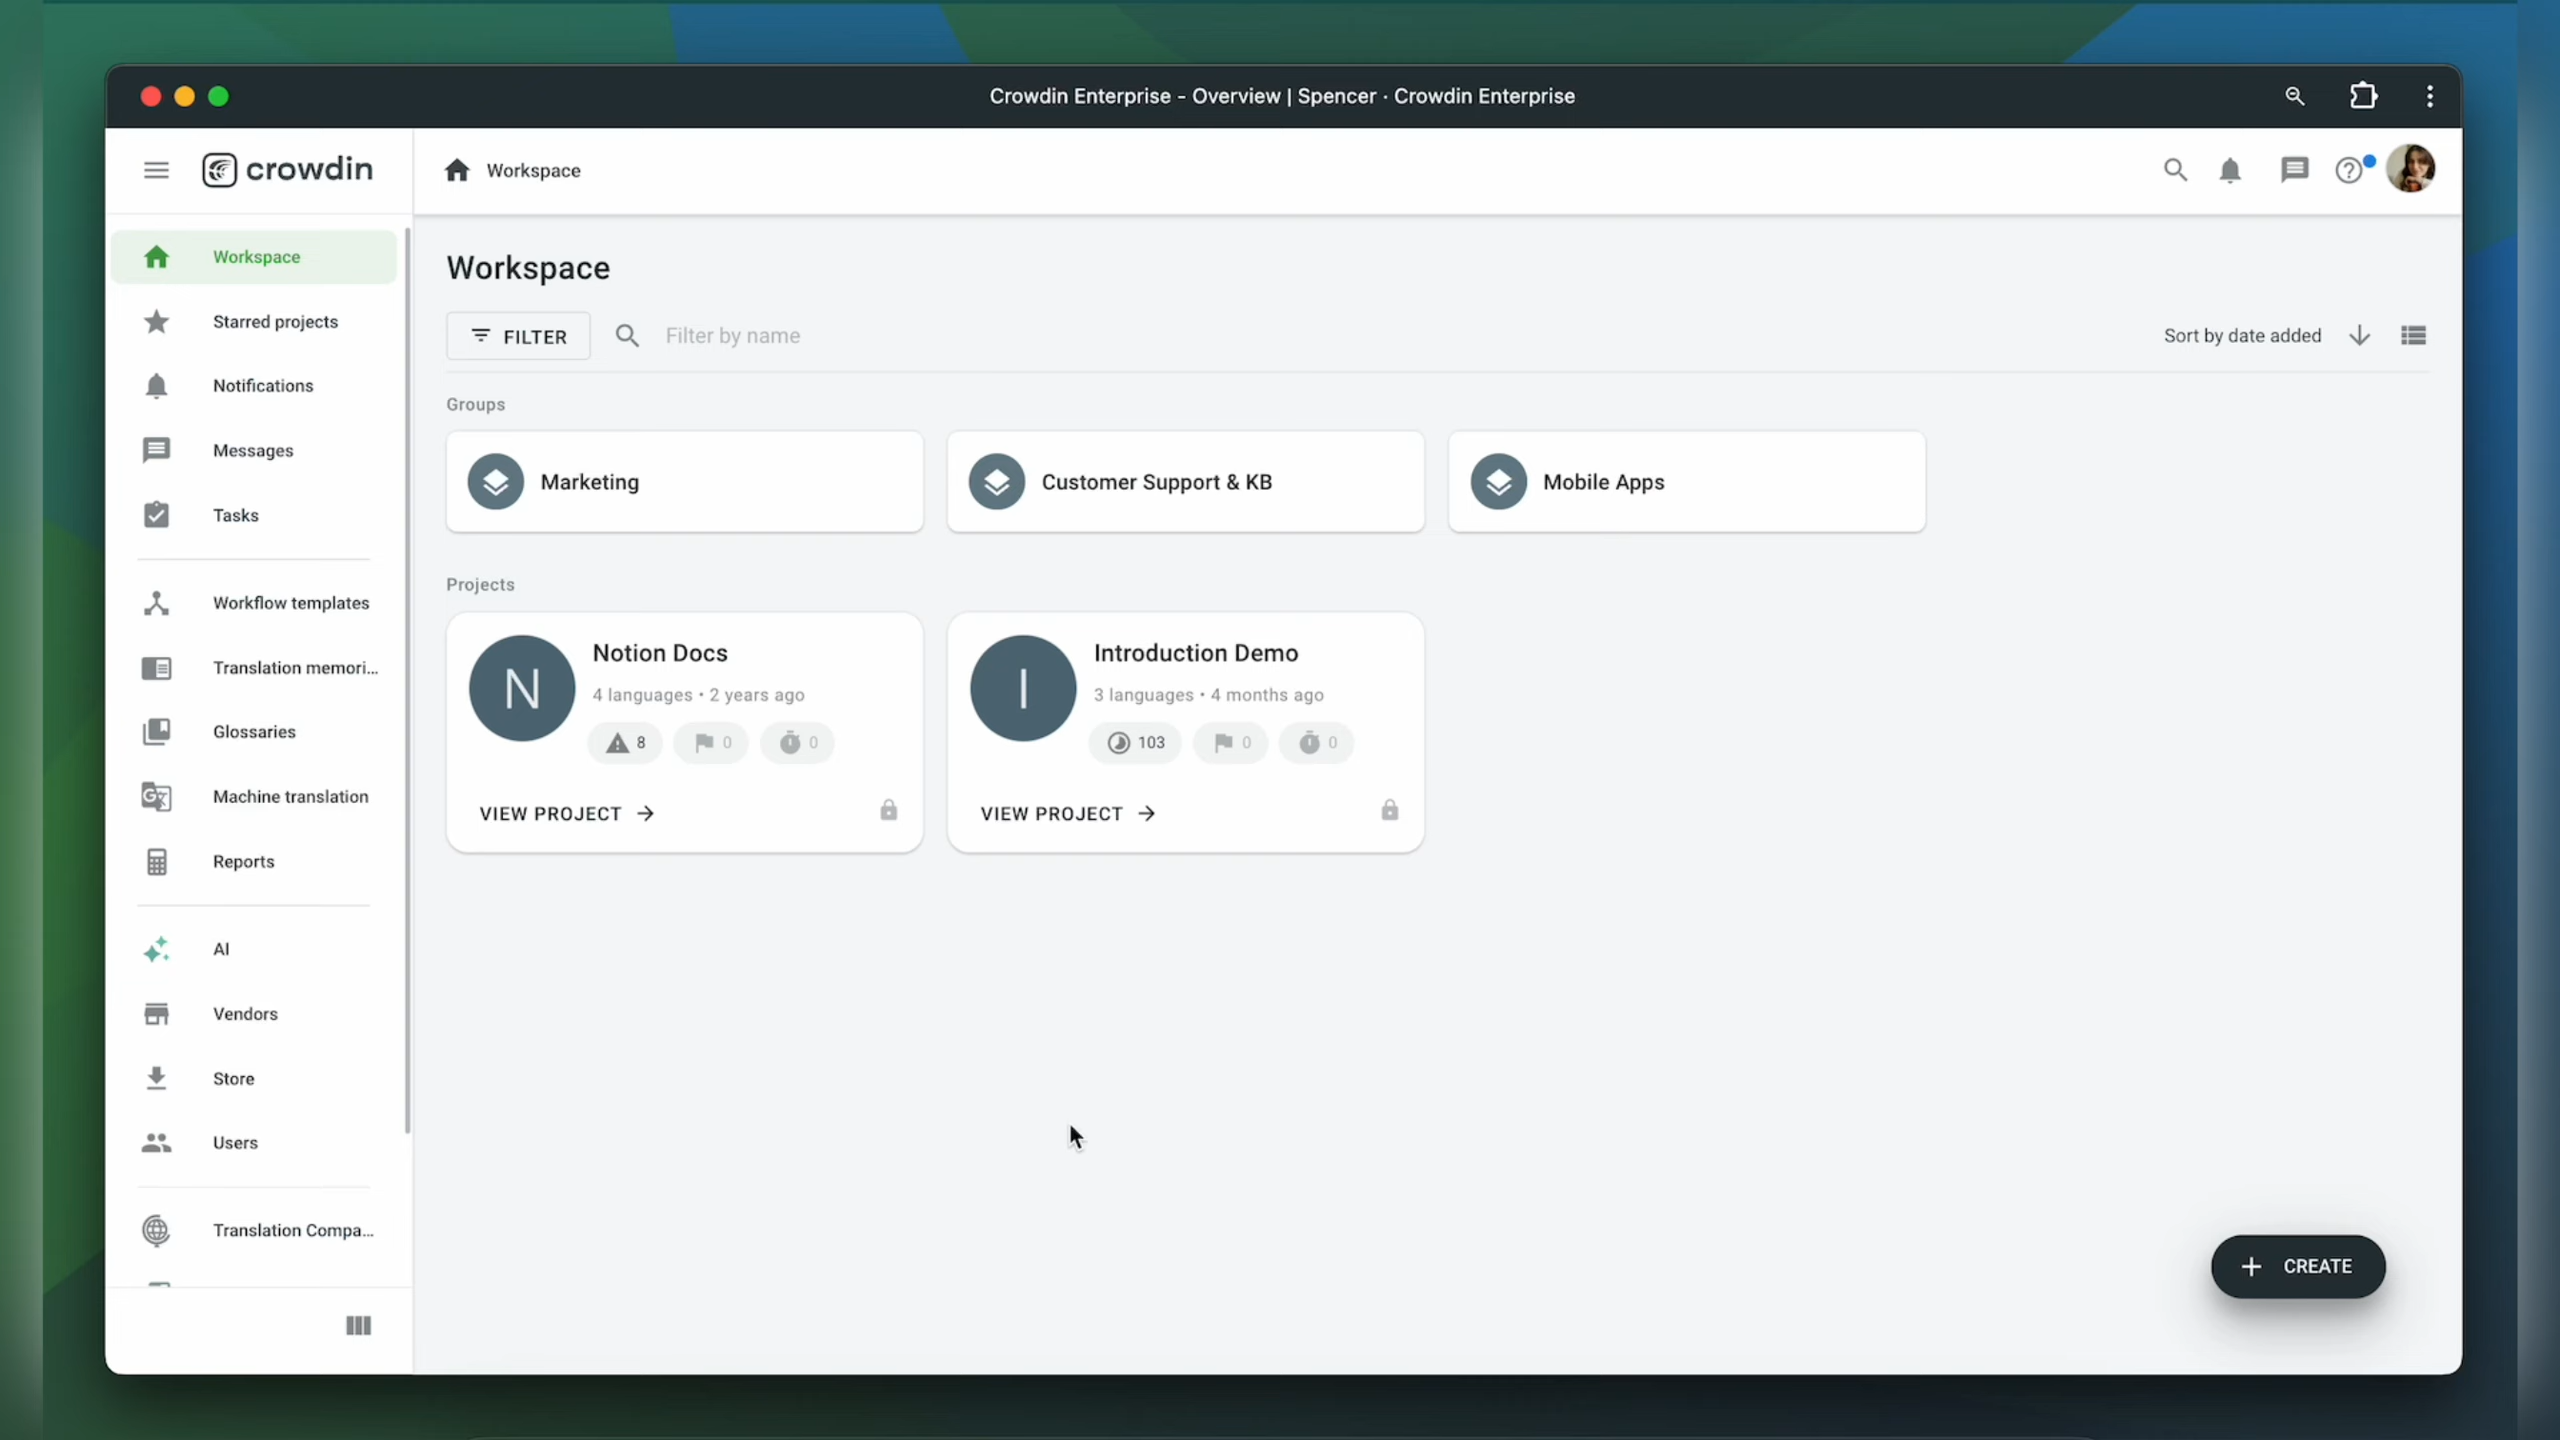 Crowdin Enterprise - Overview | Spencer · Crowdin Enterprise
crowdin
Workspace
Workspace
Starred projects
Notifications
Messages
Tasks
Workflow templates
Translation memori...
Glossaries
Machine translation
Reports
AI
Vendors
Store
Users
Translation Compa...
Workspace
FILTER
Filter by name
Sort by date added
Groups
Marketing
Customer Support & KB
Mobile Apps
Projects
N
Notion Docs
4 languages • 2 years ago
8 0 0
VIEW PROJECT
I
Introduction Demo
3 languages • 4 months ago
103 0 0
VIEW PROJECT
CREATE